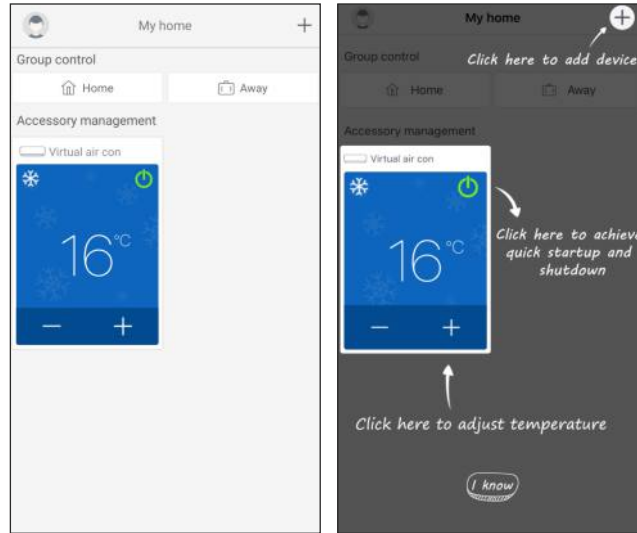 My home +
Group control
Home
Away
Accessory management
Virtual air con
16°C
− +
My home +
Click here to add device
Group control
Home
Away
Accessory management
Virtual air con
16°C
Click here to achieve
quick startup and
shutdown
− +
Click here to adjust temperature
I know